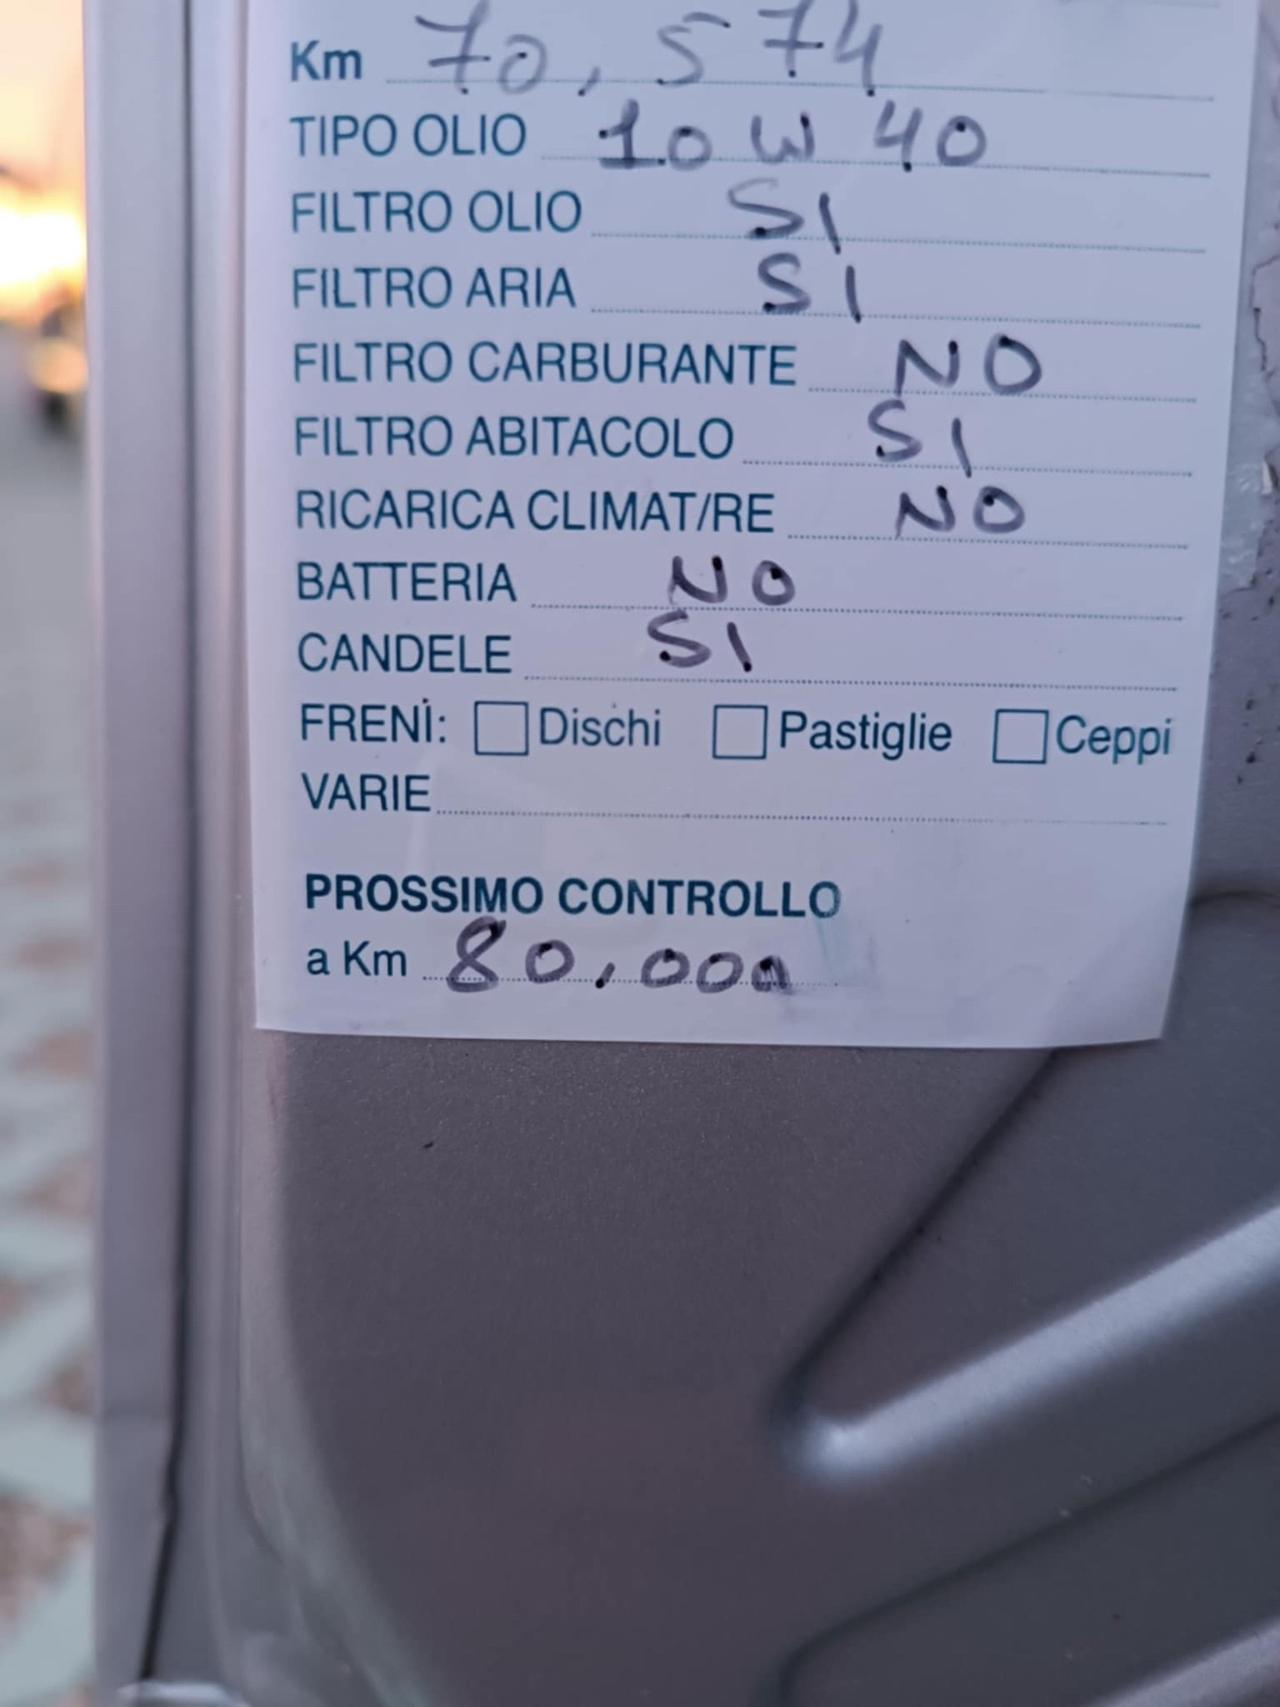 Km 70,574
TIPO OLIO 10W40
FILTRO OLIO SI
FILTRO ARIA SI
FILTRO CARBURANTE NO
FILTRO ABITACOLO SI
RICARICA CLIMAT/RE NO
BATTERIA NO
CANDELE SI
FRENI: Dischi Pastiglie Ceppi
VARIE
PROSSIMO CONTROLLO
a Km 80,000